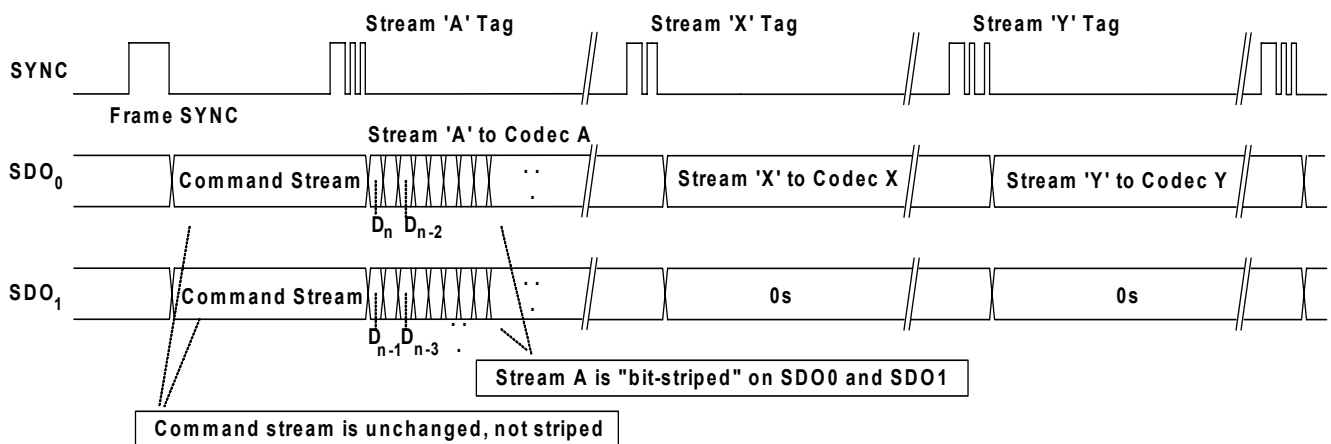 Stream 'A' Tag
Stream 'X' Tag
Stream 'Y' Tag
SYNC
Frame SYNC
Stream 'A' to Codec A
SDO0
Command Stream
Stream 'X' to Codec X
Stream 'Y' to Codec Y
Dn
Dn-2
SDO1
Command Stream
0s
0s
Dn-1
Dn-3
Stream A is "bit-striped" on SDO0 and SDO1
Command stream is unchanged, not striped